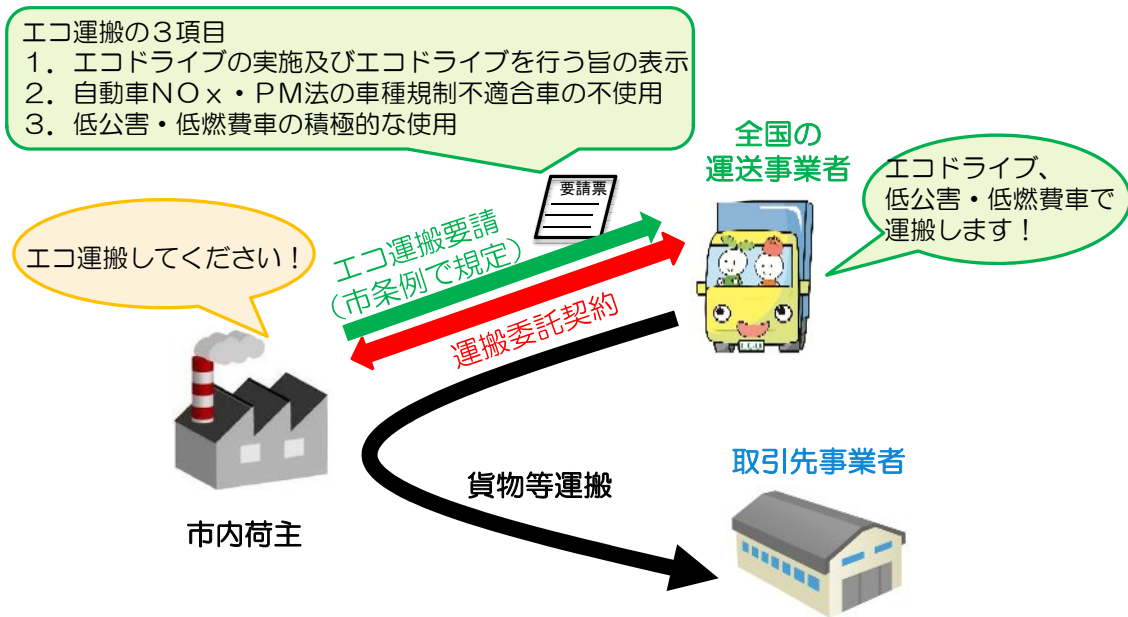 エコ運搬の３項目
１．エコドライブの実施及びエコドライブを行う旨の表示
２．自動車ＮＯｘ・ＰＭ法の車種規制不適合車の不使用
３．低公害・低燃費車の積極的な使用
全国の
運送事業者
エコドライブ、
低公害・低燃費車で
運搬します！
要請票
エコ運搬してください！
エコ運搬要請
（市条例で規定）
運搬委託契約
取引先事業者
貨物等運搬
市内荷主